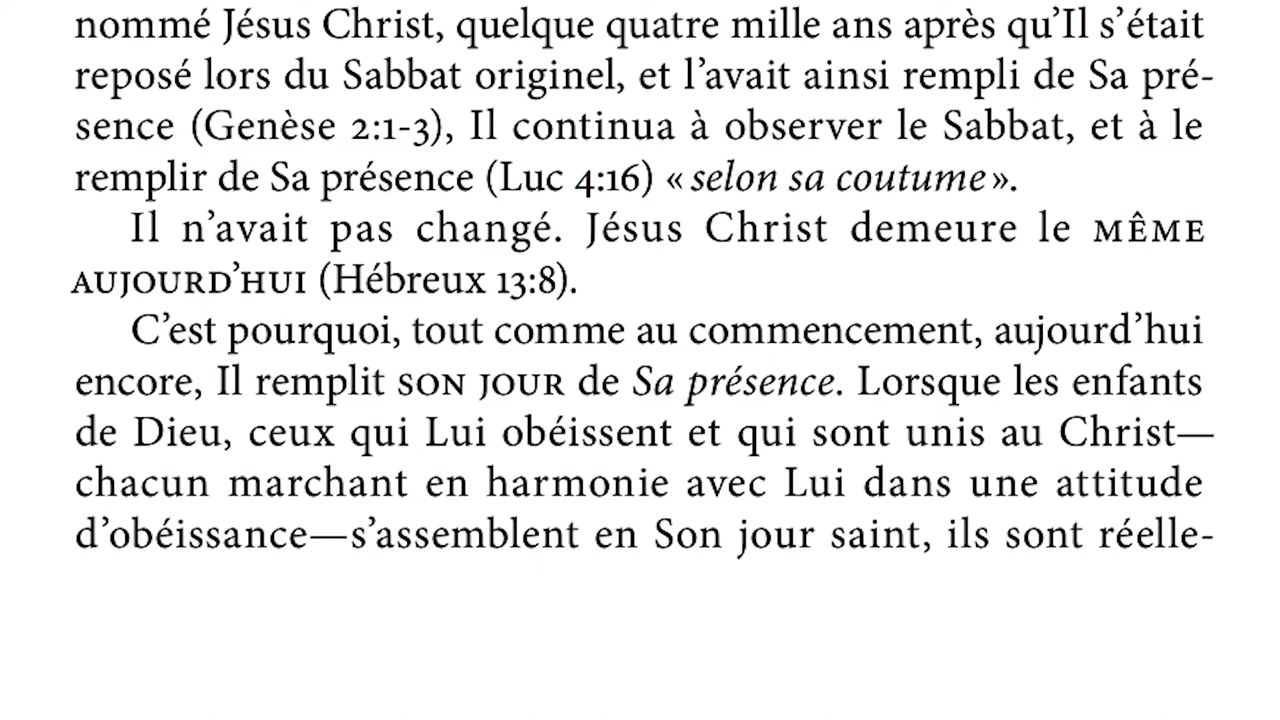 nommé Jésus Christ, quelque quatre mille ans après qu’Il s’était
reposé lors du Sabbat originel, et l’avait ainsi rempli de Sa pré-
sence (Genèse 2:1-3), Il continua à observer le Sabbat, et à le
remplir de Sa présence (Luc 4:16) « selon sa coutume ».
Il n’avait pas changé. Jésus Christ demeure le MÊME
AUJOURD’HUI (Hébreux 13:8).
C’est pourquoi, tout comme au commencement, aujourd’hui
encore, Il remplit SON JOUR de Sa présence. Lorsque les enfants
de Dieu, ceux qui Lui obéissent et qui sont unis au Christ—
chacun marchant en harmonie avec Lui dans une attitude
d’obéissance—s’assemblent en Son jour saint, ils sont réelle-